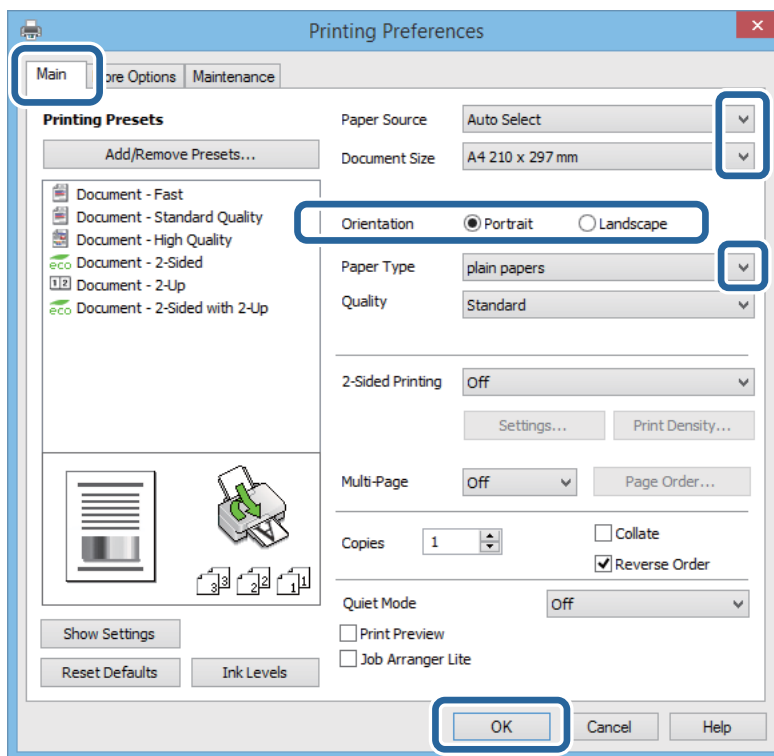 Printing Preferences
Main
ore Options
Maintenance
Printing Presets
Add/Remove Presets...
Document - Fast
Document - Standard Quality
Document - High Quality
eco Document - 2-Sided
1 2 Document - 2-Up
eco Document - 2-Sided with 2-Up
3 3 2 2 1 1
Show Settings
Reset Defaults
Ink Levels
Paper Source Auto Select
Document Size A4 210 x 297 mm
Orientation Portrait Landscape
Paper Type plain papers
Quality Standard
2-Sided Printing Off
Settings... Print Density...
Multi-Page Off Page Order...
Copies 1 Collate
Reverse Order
Quiet Mode Off
Print Preview
Job Arranger Lite
OK Cancel Help